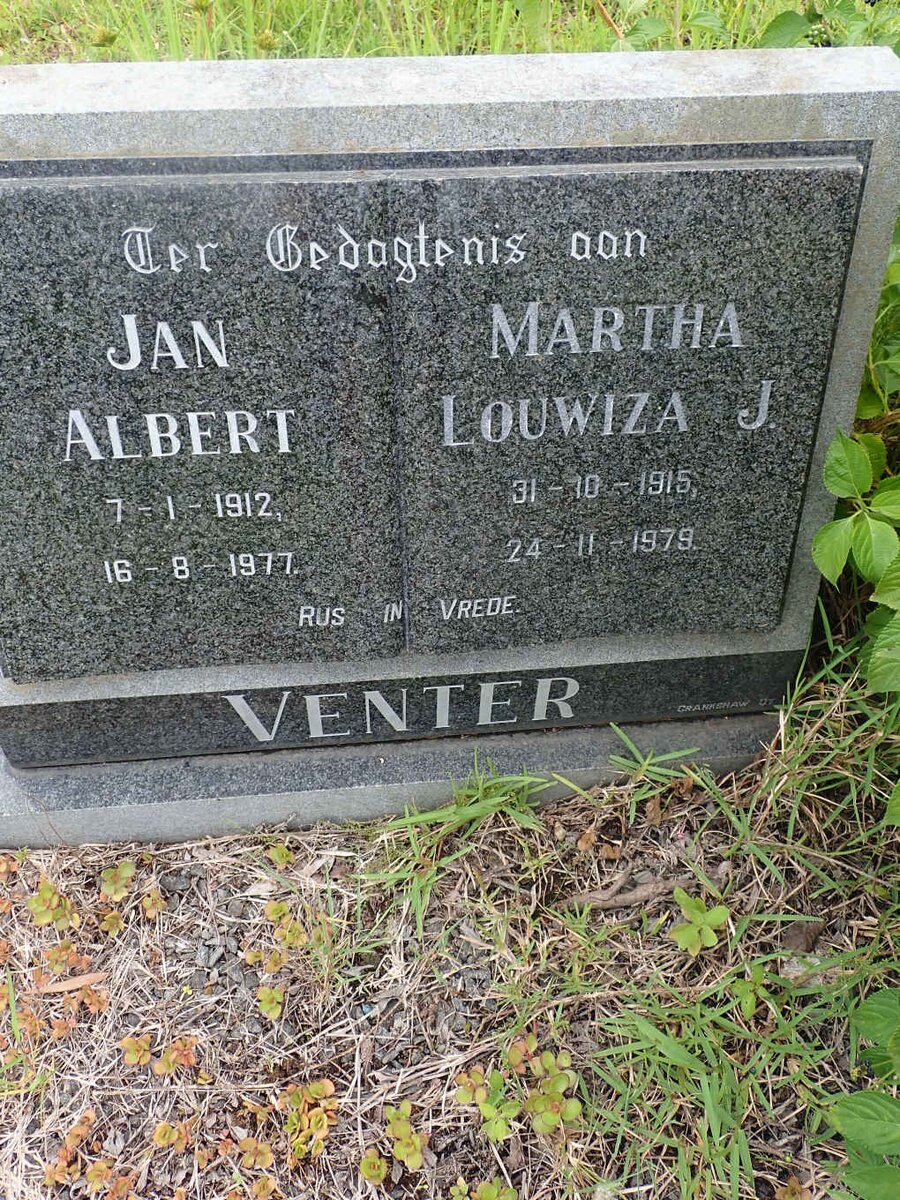 Ter Gedagtenis aan
JAN
ALBERT
7-1-1912,
16-8-1977.
MARTHA
LOUWIZA J.
31-10-1915,
24-11-1979.
RUS IN VREDE.
VENTER
CRANKSHAW